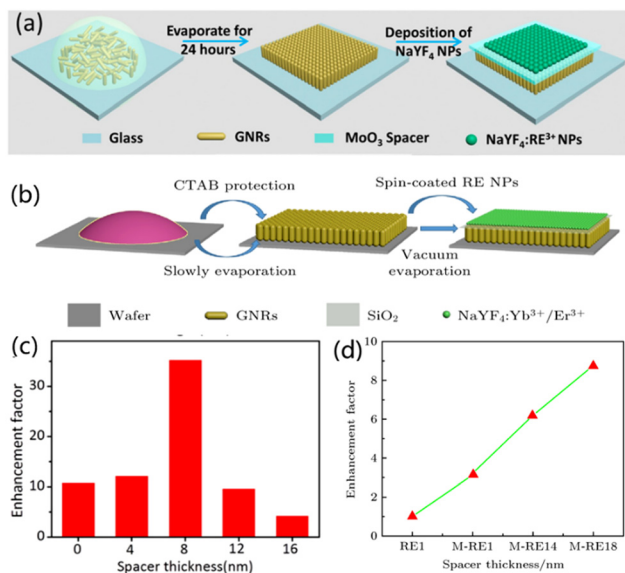 (a)
Evaporate for
24 hours
Deposition of
NaYF₄ NPs
Glass GNRs MoO₃ Spacer NaYF₄:RE³⁺ NPs
(b)
CTAB protection
Spin-coated RE NPs
Slowly evaporation
Vacuum
evaporation
Wafer GNRs SiO₂ NaYF₄:Yb³⁺/Er³⁺
(c)
Enhancement factor
30
20
10
0
0 4 8 12 16
Spacer thickness(nm)
(d)
Enhancement factor
10
8
6
4
2
0
RE1 M-RE1 M-RE14 M-RE18
Spacer thickness/nm